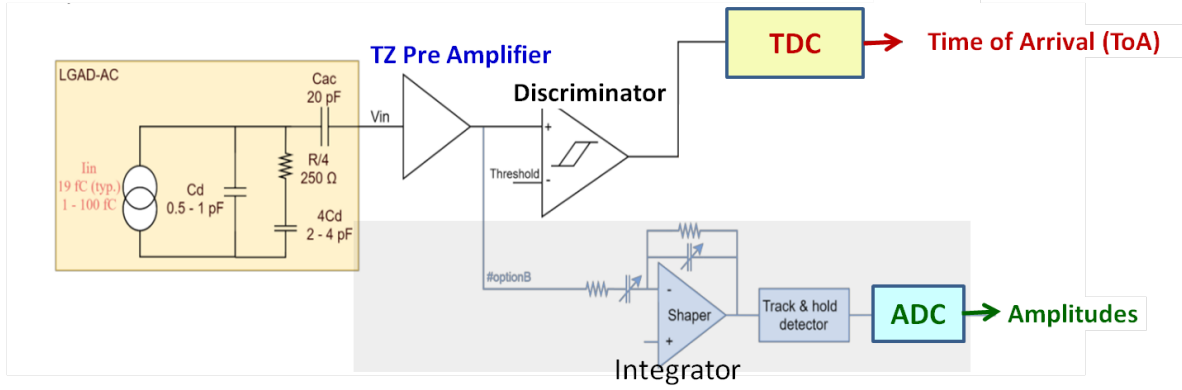 TZ Pre Amplifier
TDC
Time of Arrival (ToA)
LGAD-AC
Cac
20 pF
Vin
Discriminator
+
Iin
19 fC (typ.)
1 - 100 fC
Cd
0.5 - 1 pF
R/4
250 Ω
4Cd
2 - 4 pF
Threshold
-
#optionB
-
Shaper
+
Track & hold
detector
ADC
Amplitudes
Integrator